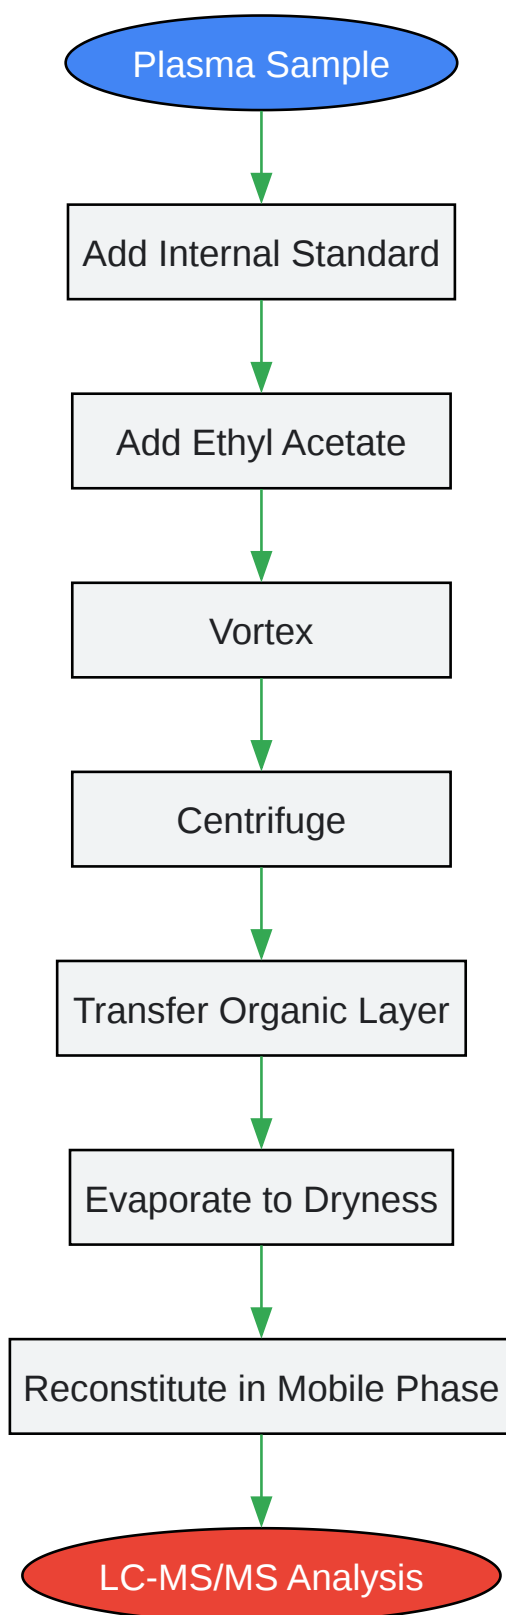 Plasma Sample
Add Internal Standard
Add Ethyl Acetate
Vortex
Centrifuge
Transfer Organic Layer
Evaporate to Dryness
Reconstitute in Mobile Phase
LC-MS/MS Analysis